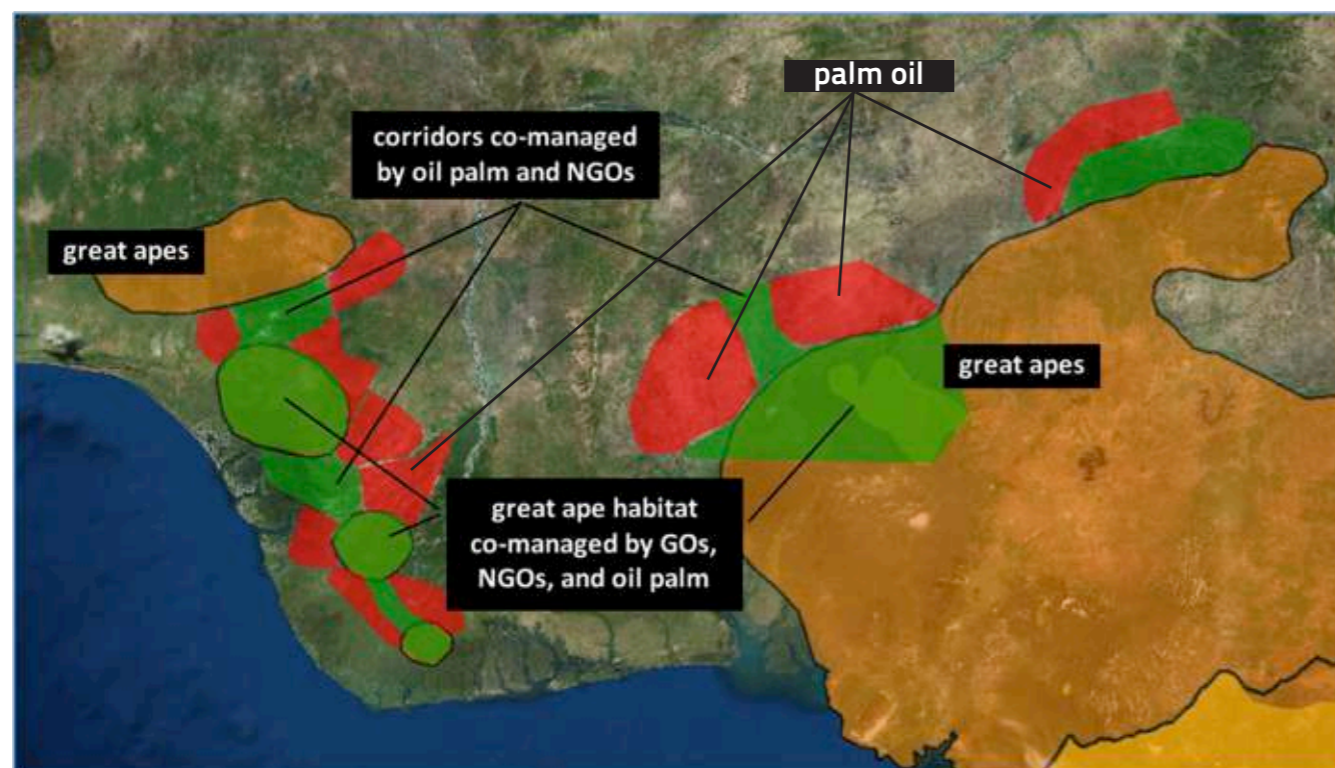 palm oil
corridors co-managed
by oil palm and NGOs
great apes
great apes
great ape habitat
co-managed by GOs,
NGOs, and oil palm